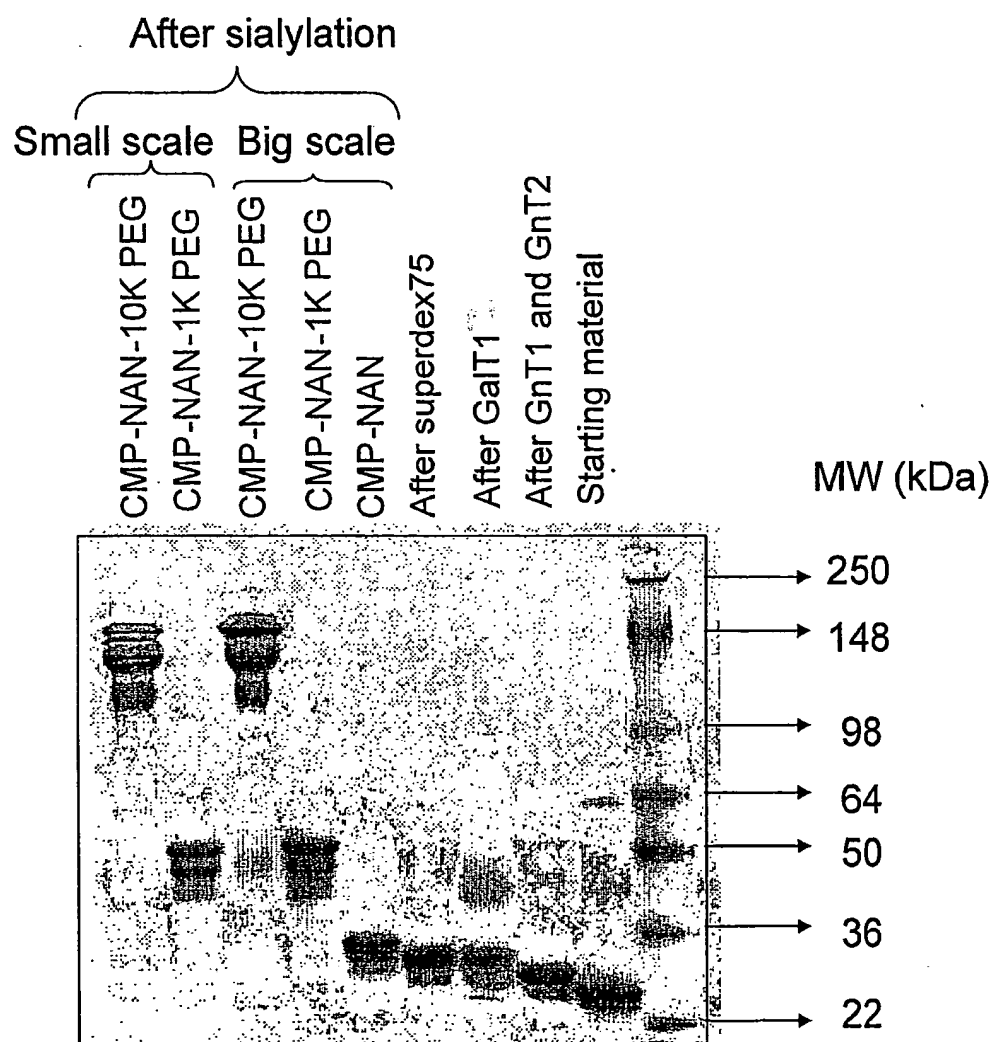 After sialylation
Small scale
Big scale
CMP-NAN-10K PEG
CMP-NAN-1K PEG
CMP-NAN-10K PEG
CMP-NAN-1K PEG
CMP-NAN
After superdex75
After GalT1
After GnT1 and GnT2
Starting material
MW (kDa)
250
148
98
64
50
36
22